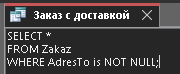 Заказ с доставкой
SELECT *
FROM Zakaz
WHERE AdresTo is NOT NULL;